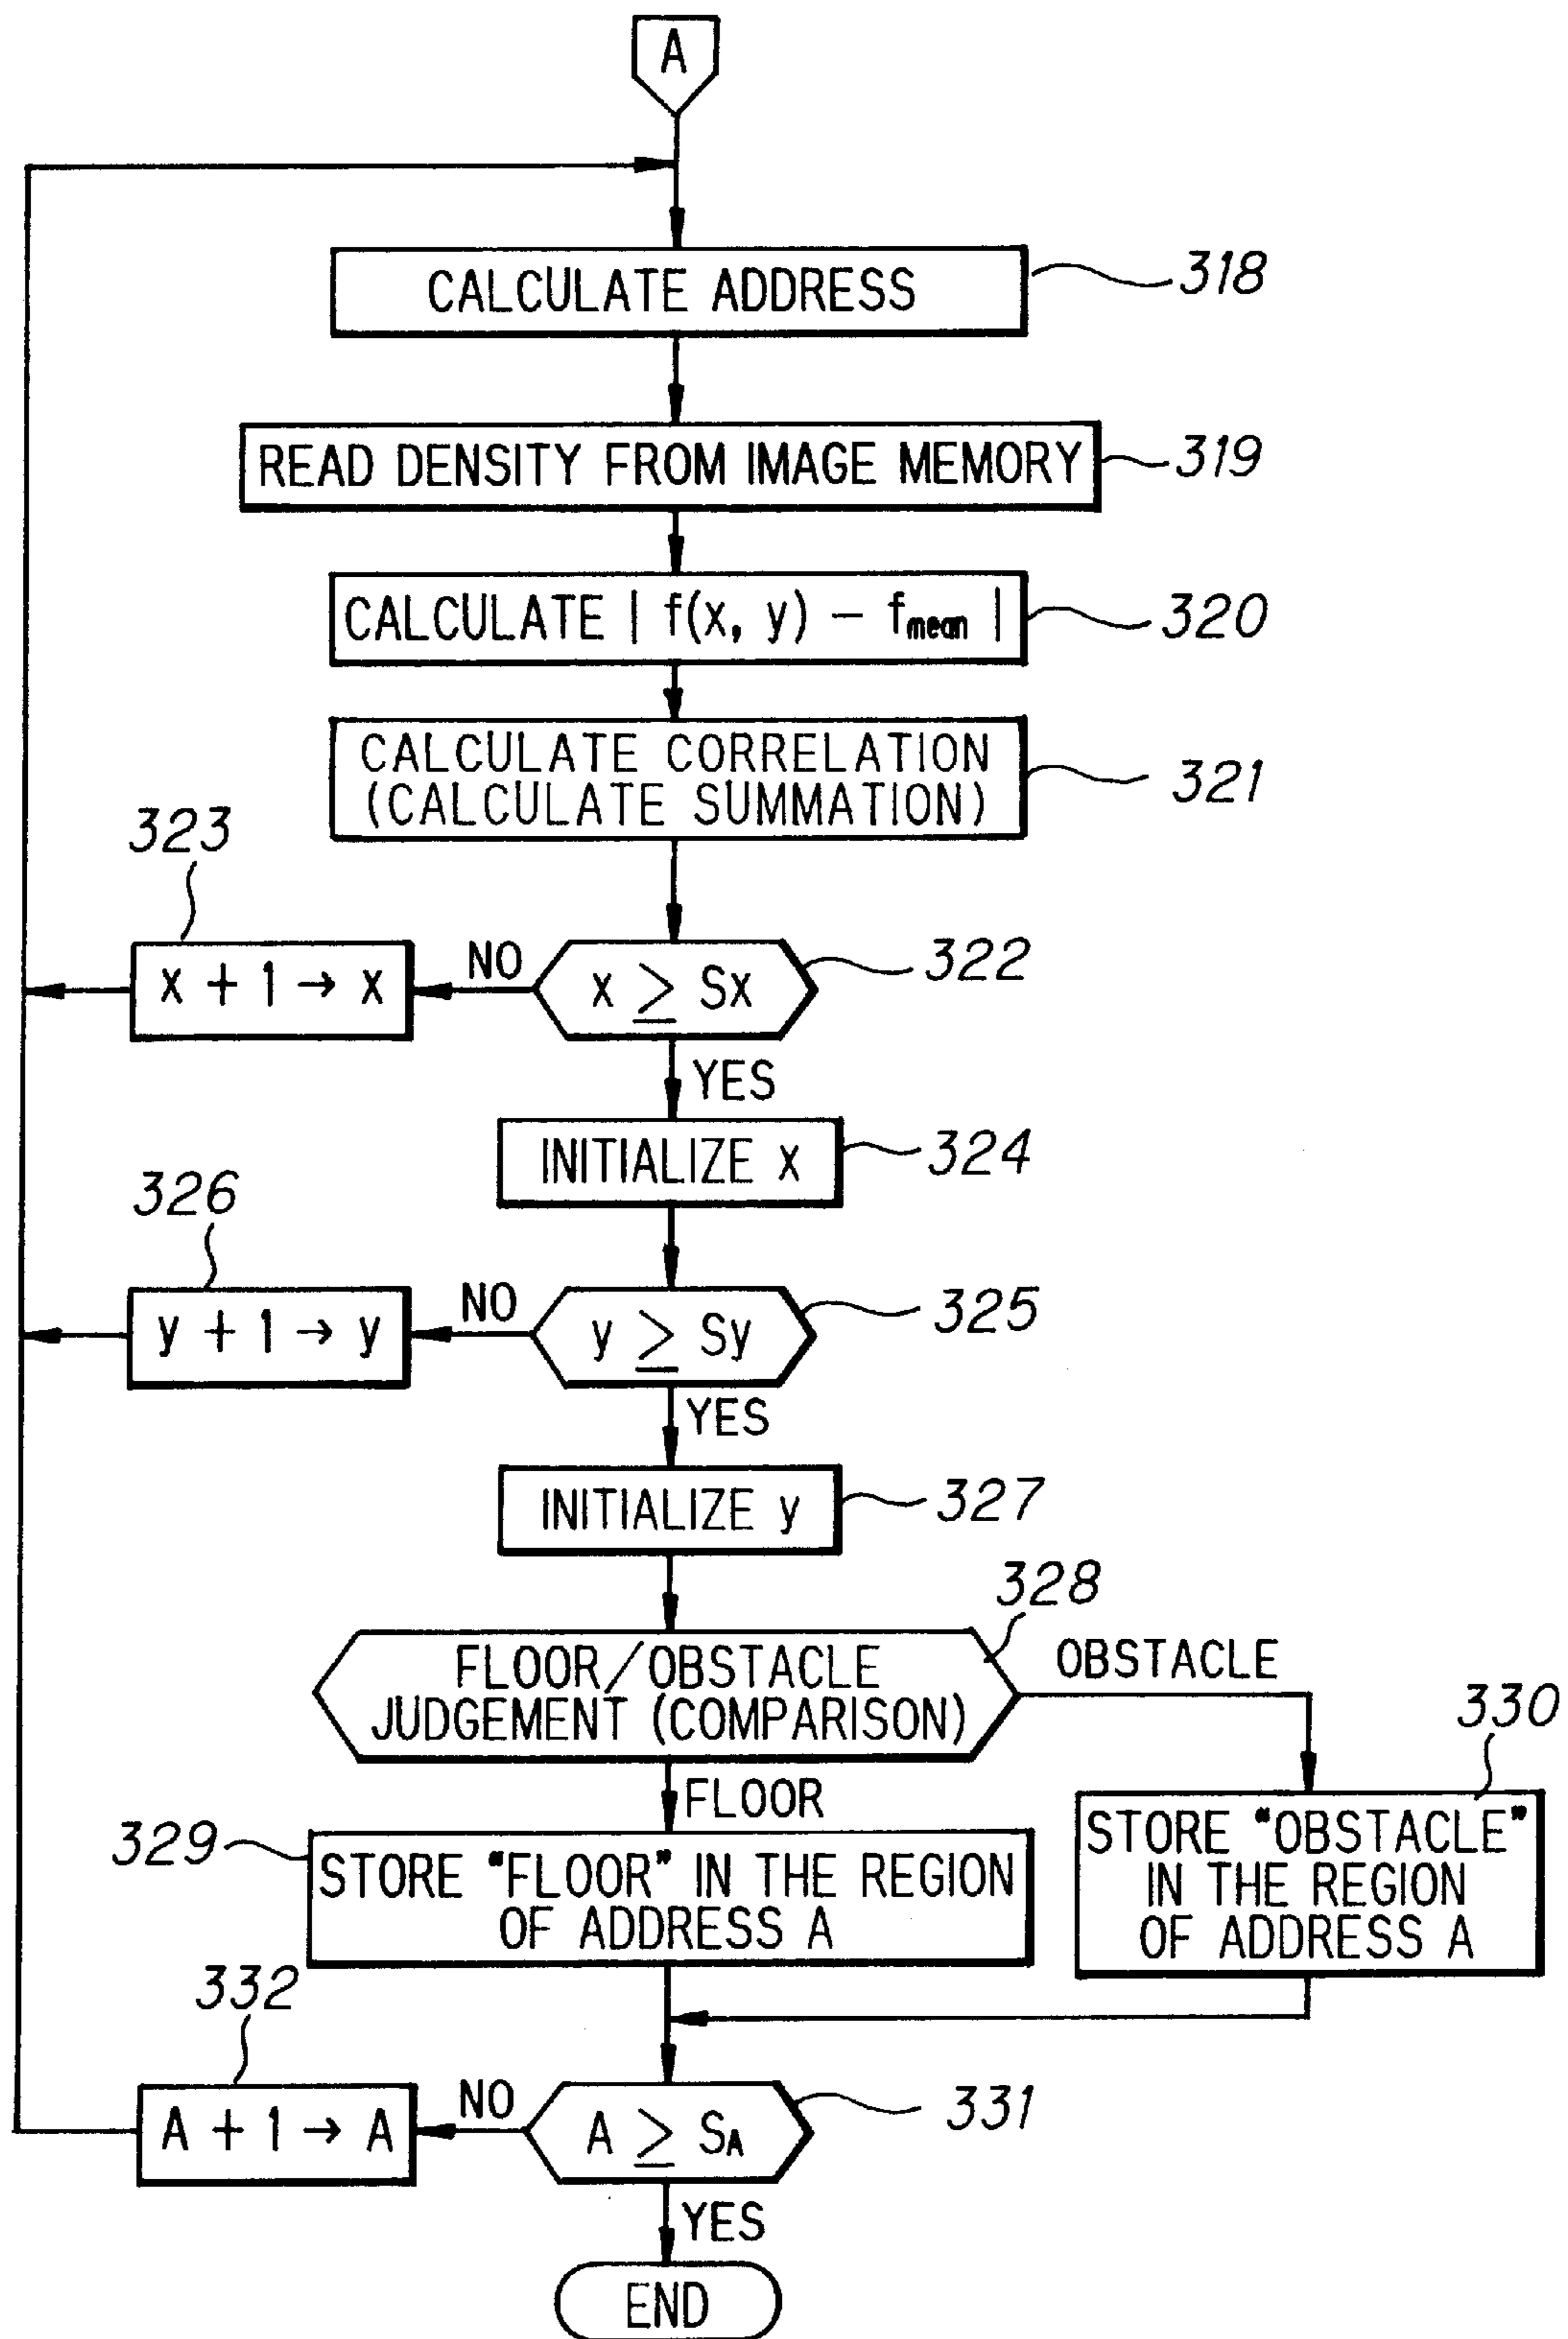 A
CALCULATE ADDRESS
318
READ DENSITY FROM IMAGE MEMORY
319
CALCULATE | f(x, y) − fmean |
320
CALCULATE CORRELATION
(CALCULATE SUMMATION)
321
323
x + 1 → x
NO
x ≥ Sx
322
YES
INITIALIZE x
324
326
y + 1 → y
NO
y ≥ Sy
325
YES
INITIALIZE y
327
328
FLOOR/OBSTACLE
JUDGEMENT (COMPARISON)
OBSTACLE
330
FLOOR
329
STORE "FLOOR" IN THE REGION
OF ADDRESS A
STORE "OBSTACLE"
IN THE REGION
OF ADDRESS A
332
A + 1 → A
NO
A ≥ SA
331
YES
END